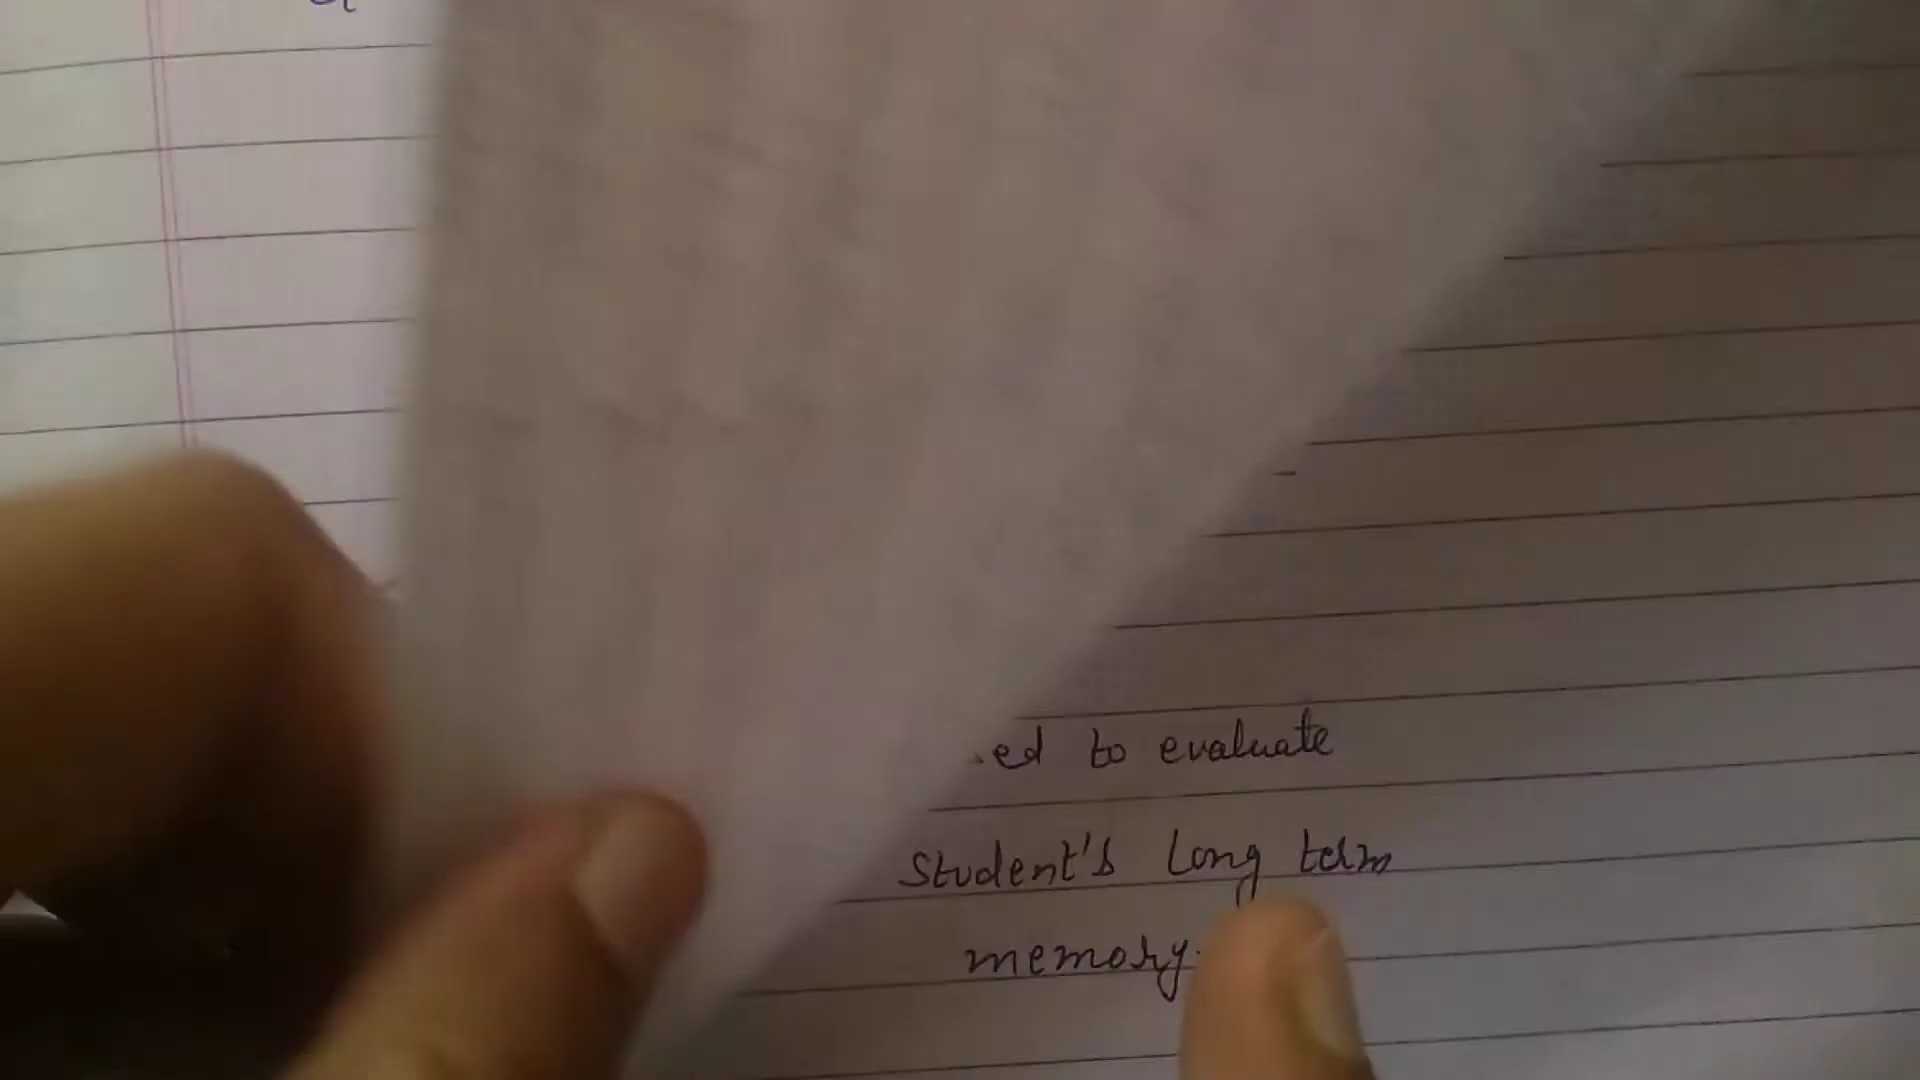 ed to evaluate
Student's long term
memory.